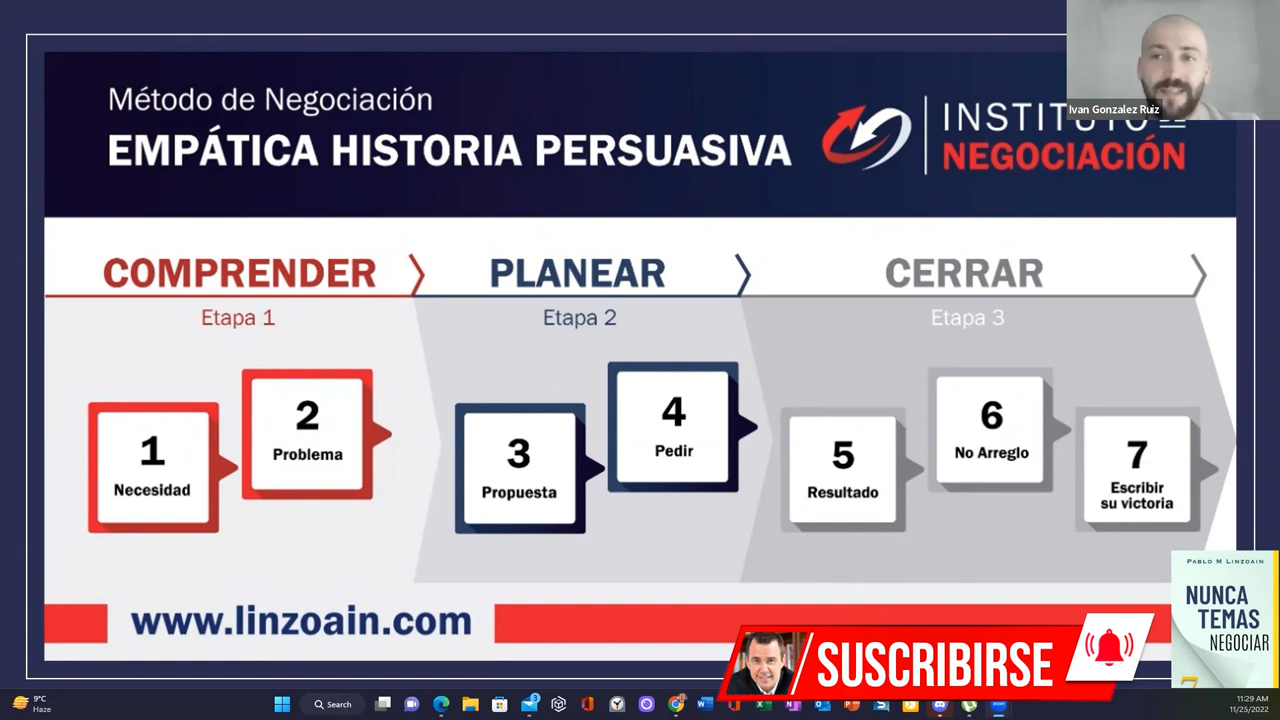 Método de Negociación
EMPÁTICA HISTORIA PERSUASIVA
INSTITUTO
NEGOCIACIÓN
Ivan Gonzalez Ruiz
COMPRENDER
PLANEAR
CERRAR
Etapa 1
Etapa 2
Etapa 3
1
Necesidad
2
Problema
3
Propuesta
4
Pedir
5
Resultado
6
No Arreglo
7
Escribir
su victoria
www.linzoain.com
SUSCRIBIRSE
PABLO M LINZOAIN
NUNCA
TEMAS
NEGOCIAR
7
9°C
Haze
Search
3
11:29 AM
11/25/2022